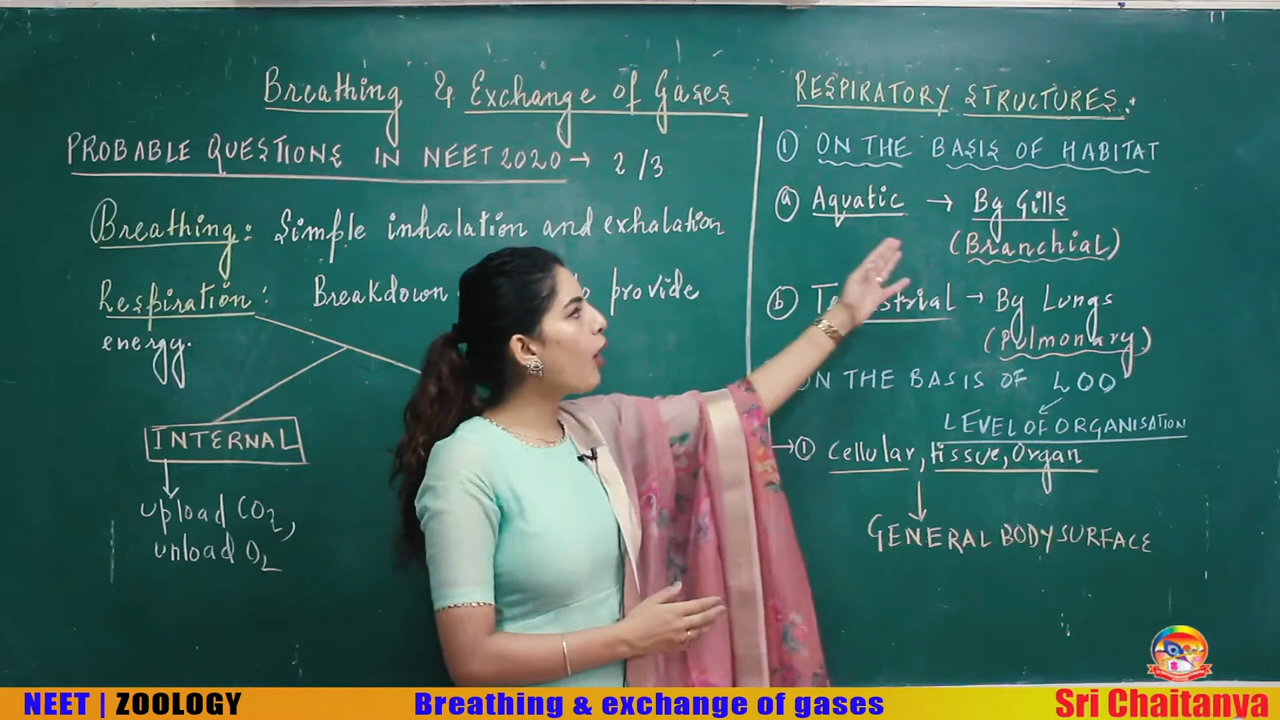 Breathing & Exchange of Gases
PROBABLE QUESTIONS IN NEET 2020 → 2/3
Breathing: Simple inhalation and exhalation
Respiration: Breakdown provide
energy.
INTERNAL
upload CO2,
unload O2
RESPIRATORY STRUCTURES:
① ON THE BASIS OF HABITAT
ⓐ Aquatic → By Gills
(Branchial)
ⓑ → By Lungs
(Pulmonary)
ON THE BASIS OF LOO
LEVEL OF ORGANISATION
→① Cellular, tissue, Organ
GENERAL BODY SURFACE
NEET | ZOOLOGY
Breathing & exchange of gases
Sri Chaitanya